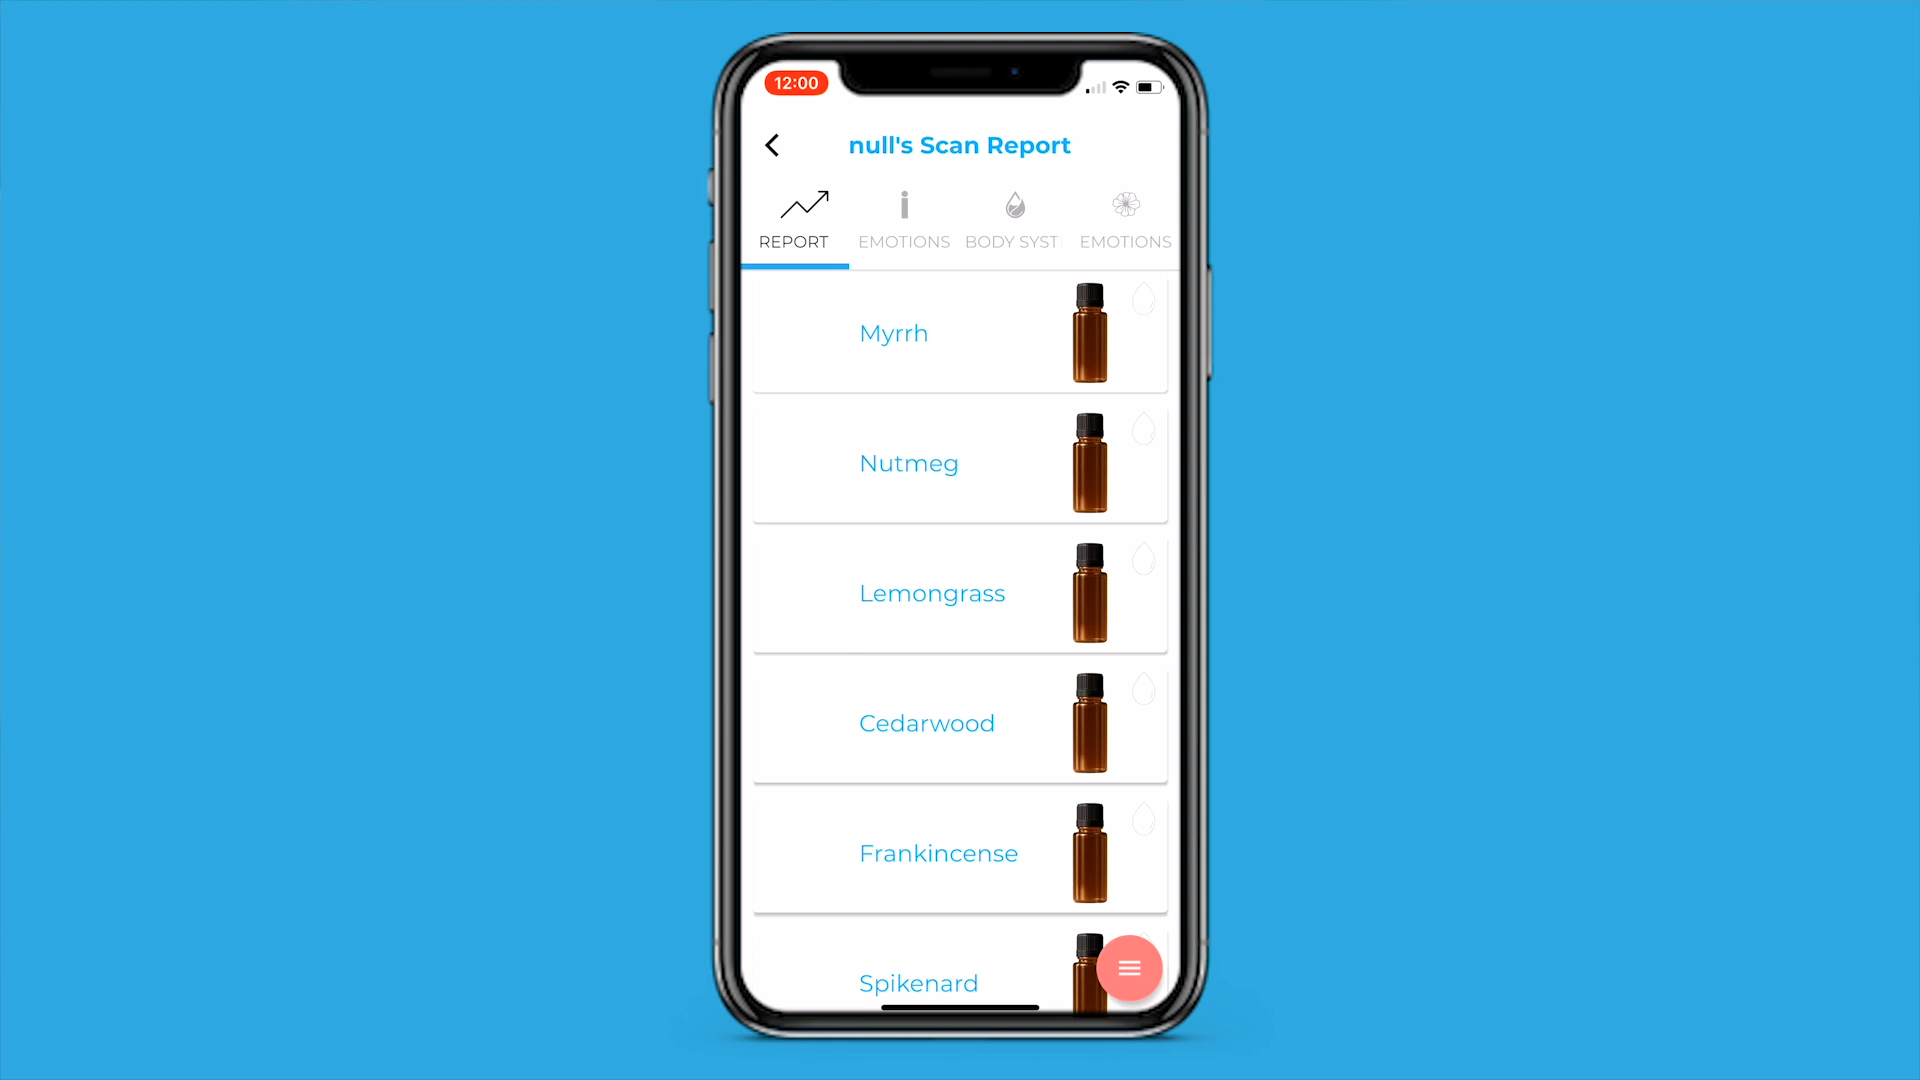 12:00
null's Scan Report
REPORT
EMOTIONS
BODY SYST
EMOTIONS
Myrrh
Nutmeg
Lemongrass
Cedarwood
Frankincense
Spikenard